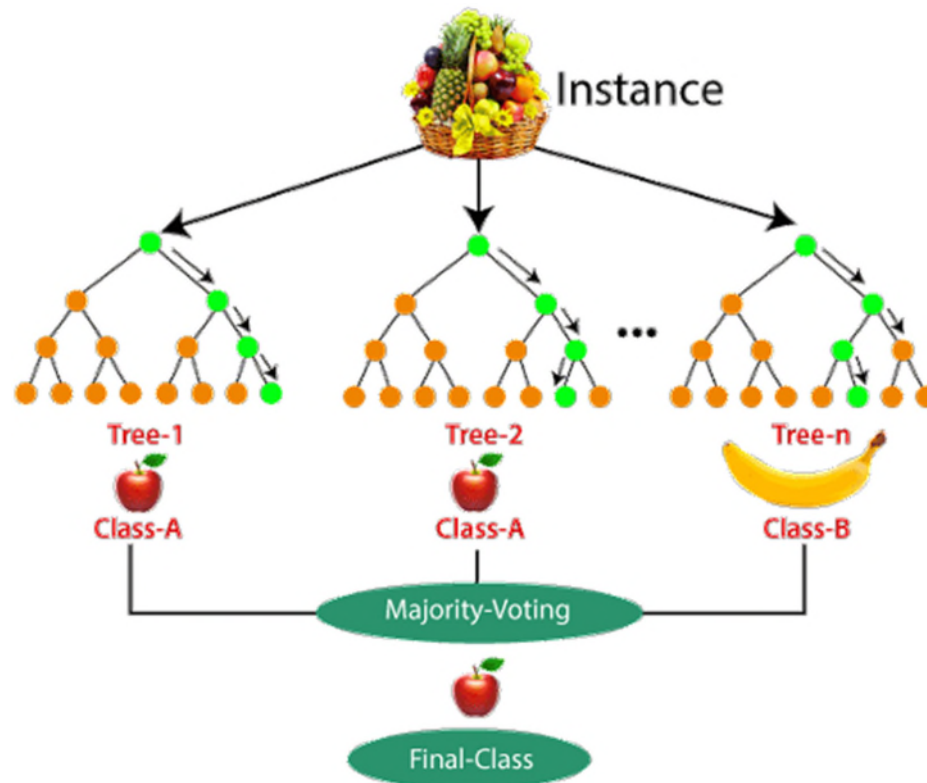 Instance
Tree-1
Tree-2
Tree-n
Class-A
Class-A
Class-B
Majority-Voting
Final-Class